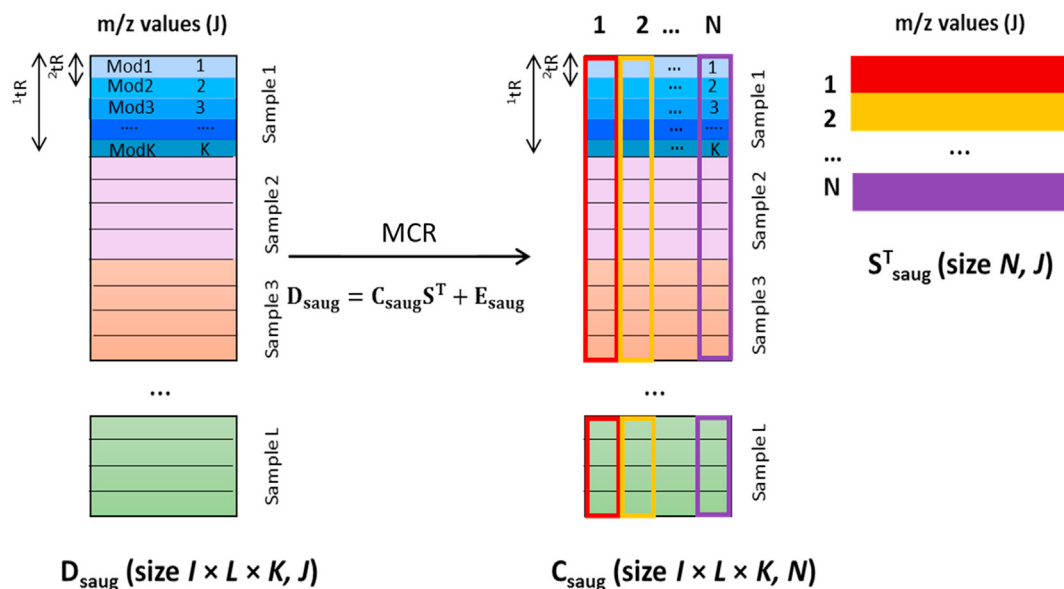 m/z values (J)
1 2 ... N
m/z values (J)
¹tR
²tR
Mod1 1
Mod2 2
Mod3 3
.... ....
ModK K
Sample 1
Sample 2
Sample 3
...
Sample L
MCR
D_saug = C_saug S^T + E_saug
¹tR
²tR
... 1
... 2
... 3
... ....
... K
Sample 1
Sample 2
Sample 3
...
Sample L
1
2
... ...
N
S^T_saug (size N, J)
D_saug (size I × L × K, J)
C_saug (size I × L × K, N)